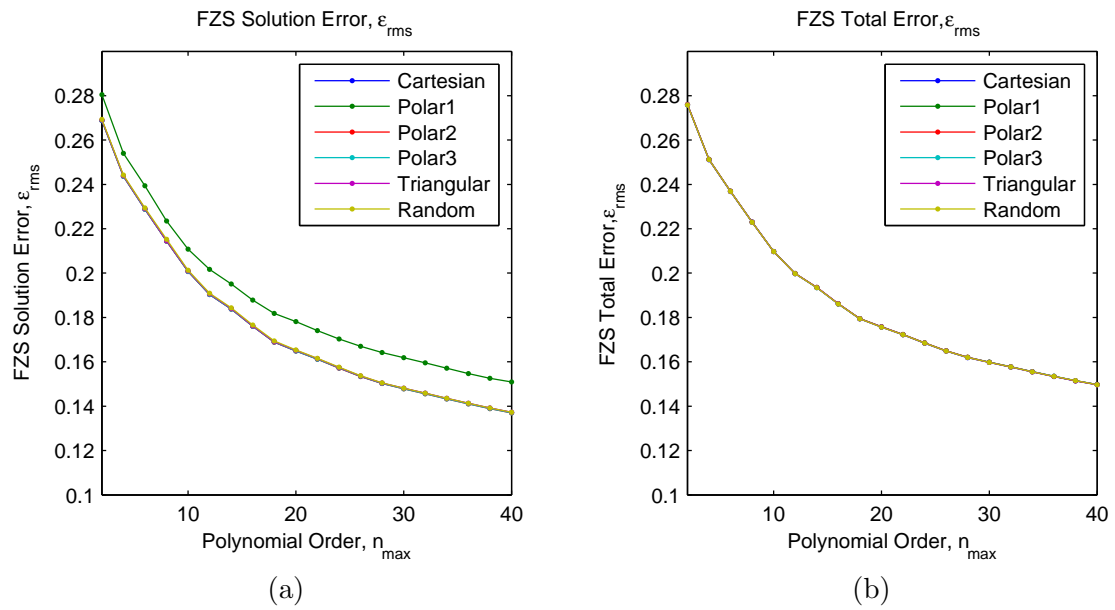 FZS Solution Error, ε_rms
FZS Solution Error, ε_rms
0.28
0.26
0.24
0.22
0.2
0.18
0.16
0.14
0.12
0.1
Cartesian
Polar1
Polar2
Polar3
Triangular
Random
10
20
30
40
Polynomial Order, n_max
(a)
FZS Total Error,ε_rms
FZS Total Error,ε_rms
0.28
0.26
0.24
0.22
0.2
0.18
0.16
0.14
0.12
0.1
Cartesian
Polar1
Polar2
Polar3
Triangular
Random
10
20
30
40
Polynomial Order, n_max
(b)